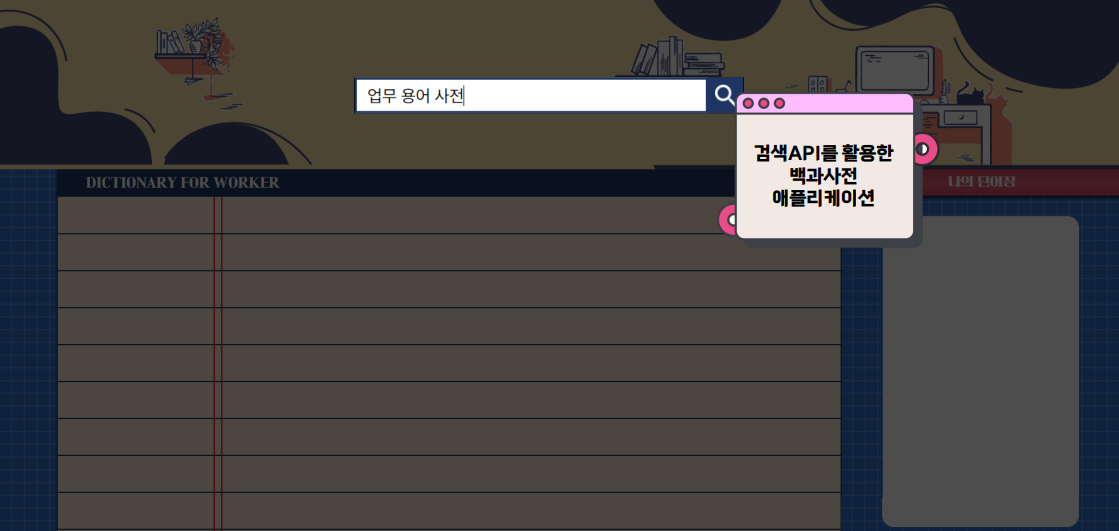 업무 용어 사전
검색API를 활용한
백과사전
애플리케이션
DICTIONARY FOR WORKER
나의 단어장